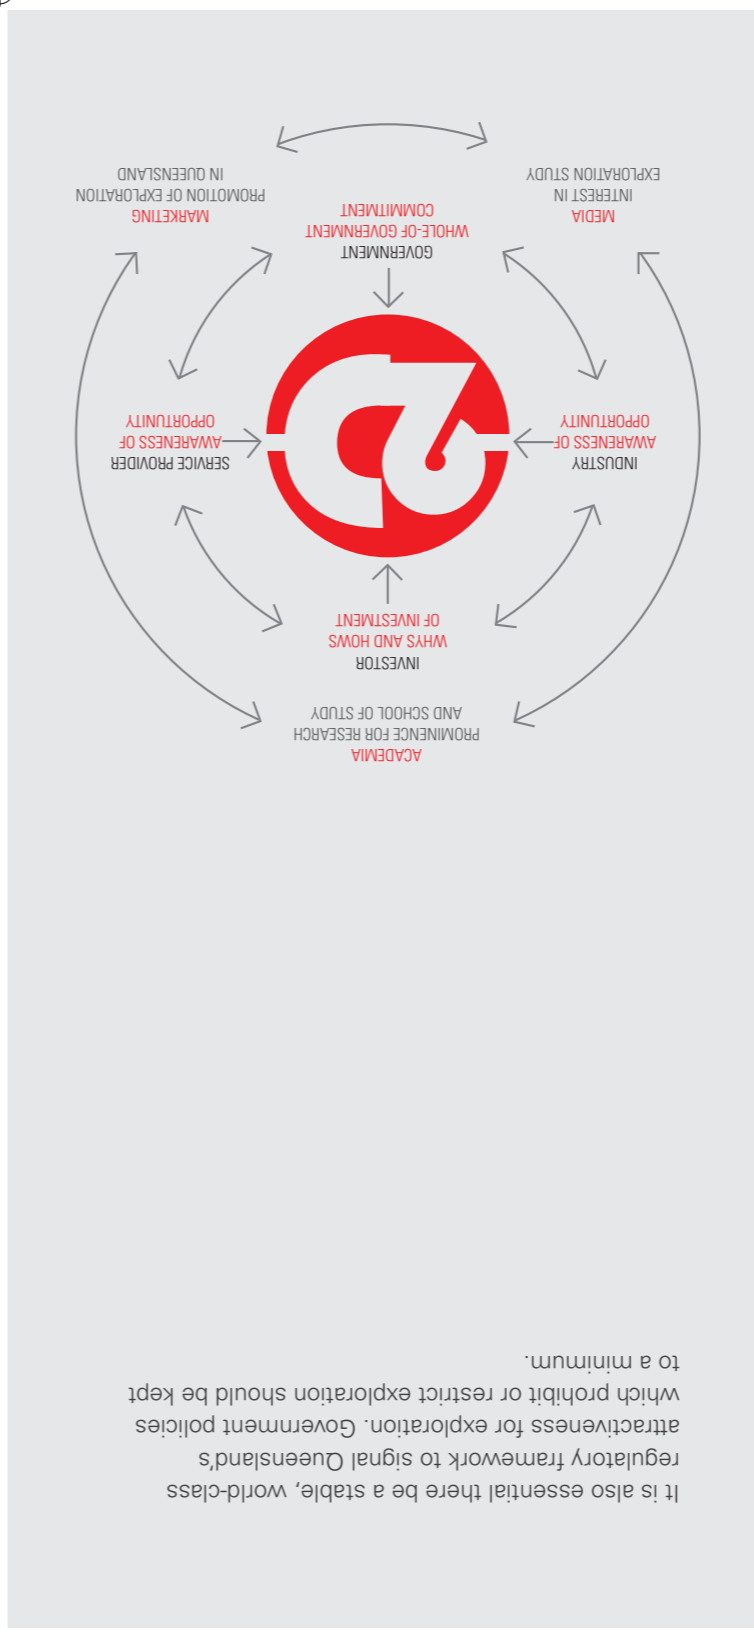 It is also essential there be a stable, world-class
regulatory framework to signal Queensland's
attractiveness for exploration. Government policies
which prohibit or restrict exploration should be kept
to a minimum.
ACADEMIA
PROMINENCE FOR RESEARCH
AND SCHOOL OF STUDY
INVESTOR
WHYS AND HOWS
OF INVESTMENT
INDUSTRY
AWARENESS OF
OPPORTUNITY
SERVICE PROVIDER
AWARENESS OF
OPPORTUNITY
GOVERNMENT
WHOLE-OF GOVERNMENT
COMMITMENT
MEDIA
INTEREST IN
EXPLORATION STUDY
MARKETING
PROMOTION OF EXPLORATION
IN QUEENSLAND